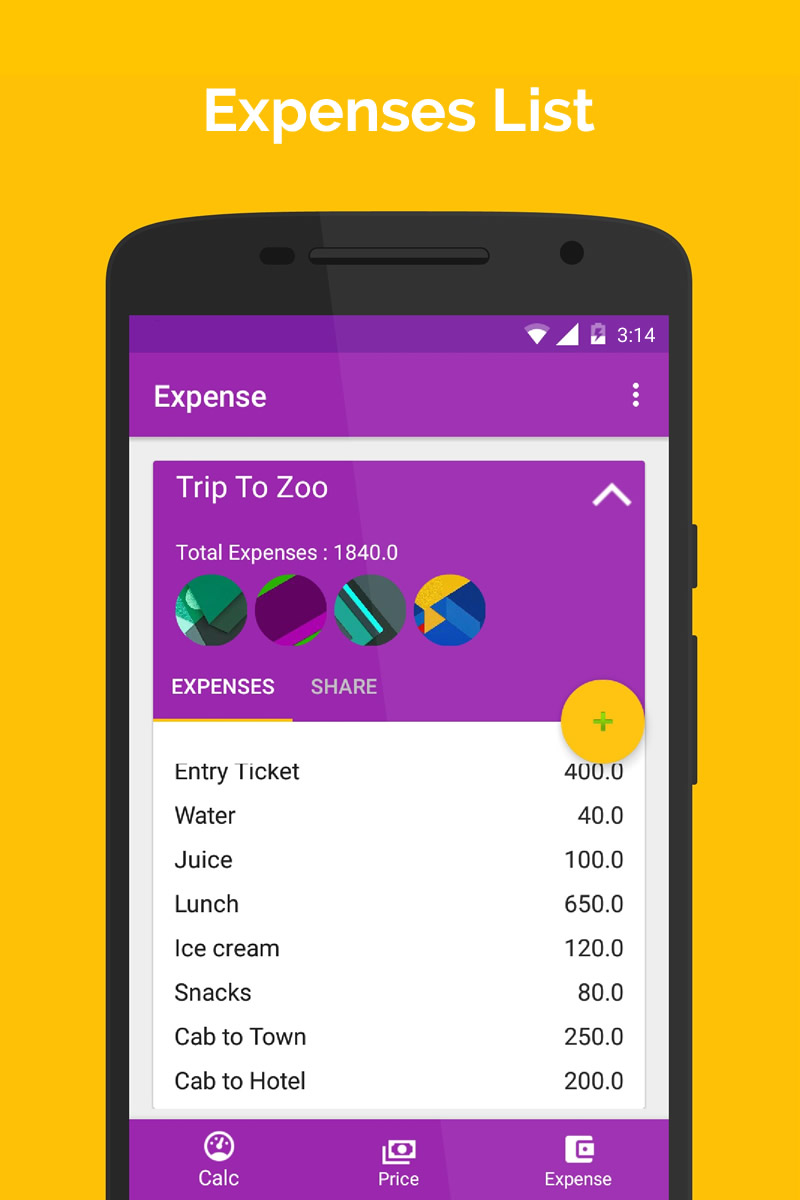 Expenses List
3:14
Expense
Trip To Zoo
Total Expenses : 1840.0
EXPENSES SHARE
+
Entry Ticket 400.0
Water 40.0
Juice 100.0
Lunch 650.0
Ice cream 120.0
Snacks 80.0
Cab to Town 250.0
Cab to Hotel 200.0
Calc Price Expense